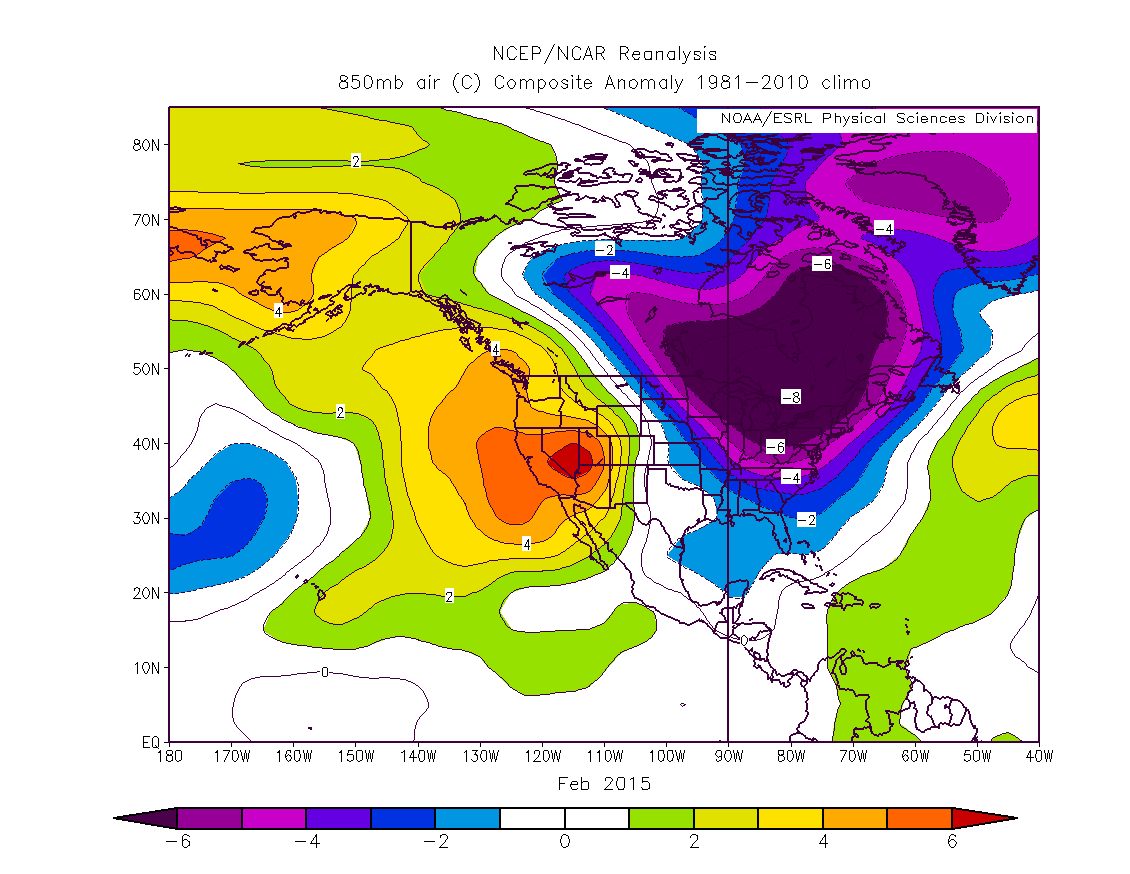 NCEP/NCAR Reanalysis
850mb air (C) Composite Anomaly 1981−2010 climo
NOAA/ESRL Physical Sciences Division
80N
2
70N
−4
−2
−6
−4
60N
4
4
50N
−8
2
40N
−6
−4
30N
−2
4
20N
2
0
10N
0
EQ
180 170W 160W 150W 140W 130W 120W 110W 100W 90W 80W 70W 60W 50W 40W
Feb 2015
−6 −4 −2 0 2 4 6